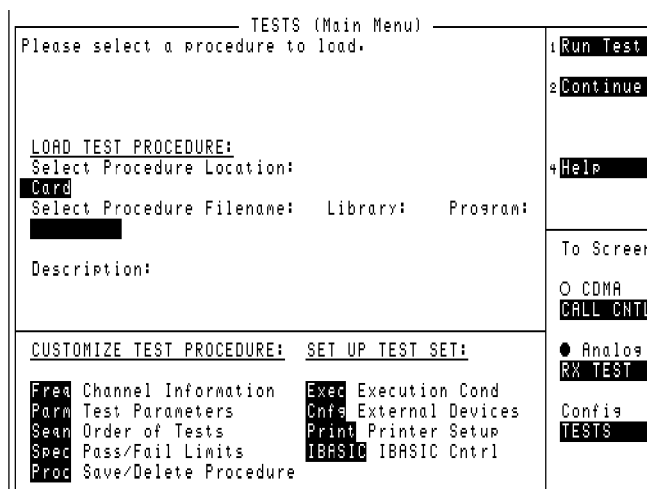 TESTS (Main Menu)
Please select a procedure to load.
LOAD TEST PROCEDURE:
Select Procedure Location:
Card
Select Procedure Filename: Library: Program:
Description:
CUSTOMIZE TEST PROCEDURE: SET UP TEST SET:
Freq Channel Information Exec Execution Cond
Parm Test Parameters Cnfg External Devices
Seqn Order of Tests Print Printer Setup
Spec Pass/Fail Limits IBASIC IBASIC Cntrl
Proc Save/Delete Procedure
1 Run Test
2 Continue
4 Help
To Screen
CDMA
CALL CNTL
Analog
RX TEST
Config
TESTS